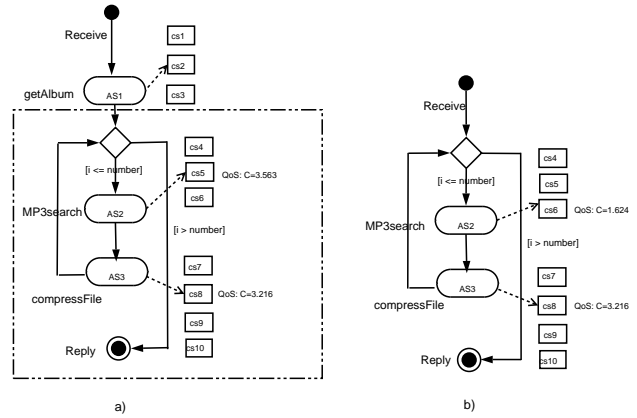 Receive
cs1
cs2
getAlbum
AS1
cs3
cs4
[i <= number]
cs5
QoS: C=3.563
cs6
MP3search
AS2
[i > number]
cs7
AS3
cs8
QoS: C=3.216
compressFile
cs9
Reply
cs10
a)
Receive
cs4
[i <= number]
cs5
cs6
QoS: C=1.624
MP3search
AS2
[i > number]
cs7
AS3
cs8
QoS: C=3.216
compressFile
cs9
Reply
cs10
b)